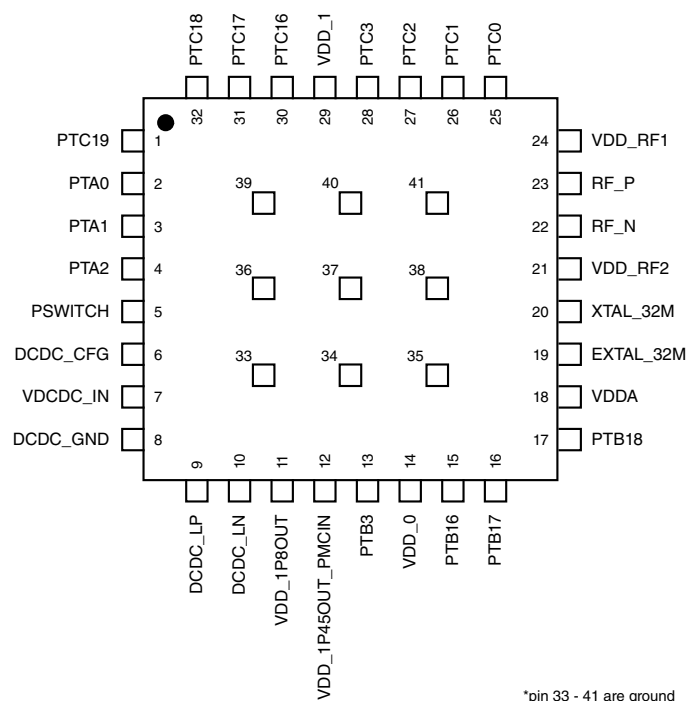 PTC18
PTC17
PTC16
VDD_1
PTC3
PTC2
PTC1
PTC0
32
31
30
29
28
27
26
25
PTC19
1
PTA0
2
PTA1
3
PTA2
4
PSWITCH
5
DCDC_CFG
6
VDCDC_IN
7
DCDC_GND
8
39
40
41
36
37
38
33
34
35
24
VDD_RF1
23
RF_P
22
RF_N
21
VDD_RF2
20
XTAL_32M
19
EXTAL_32M
18
VDDA
17
PTB18
9
10
11
12
13
14
15
16
DCDC_LP
DCDC_LN
VDD_1P8OUT
VDD_1P45OUT_PMCIN
PTB3
VDD_0
PTB16
PTB17
*pin 33 - 41 are ground